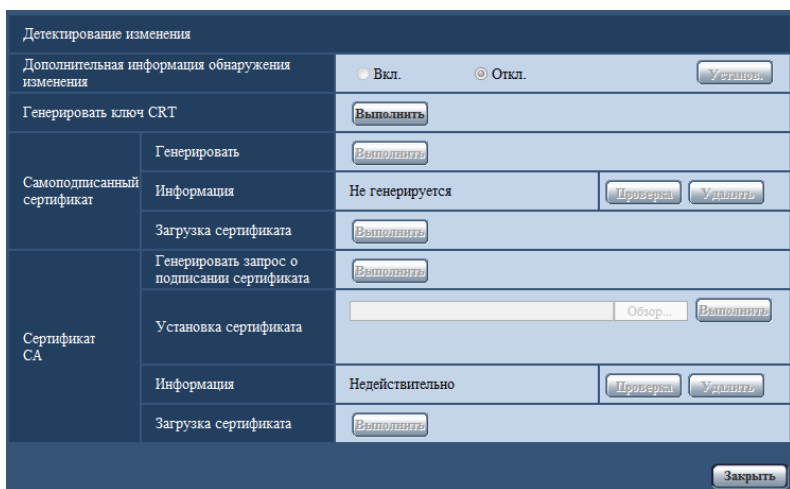 Детектирование изменения
Дополнительная информация обнаружения
изменения
Вкл.
Откл.
Установ.
Генерировать ключ CRT
Выполнить
Самоподписанный
сертификат
Генерировать
Выполнить
Информация
Не генерируется
Проверка
Удалить
Загрузка сертификата
Выполнить
Сертификат
CA
Генерировать запрос о
подписании сертификата
Выполнить
Установка сертификата
Обзор...
Выполнить
Информация
Недействительно
Проверка
Удалить
Загрузка сертификата
Выполнить
Закрыть